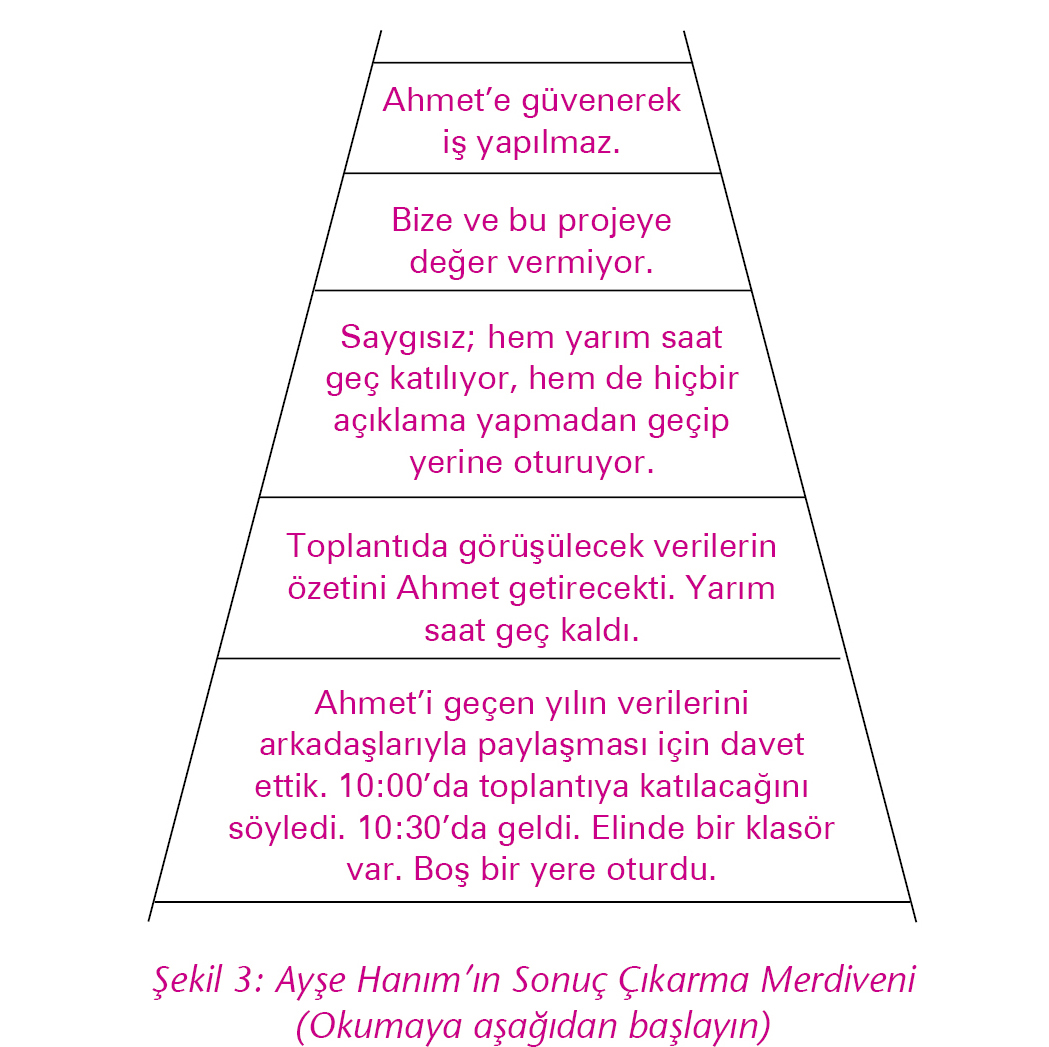 Ahmet’e güvenerek
iş yapılmaz.
Bize ve bu projeye
değer vermiyor.
Saygısız; hem yarım saat
geç katılıyor, hem de hiçbir
açıklama yapmadan geçip
yerine oturuyor.
Toplantıda görüşülecek verilerin
özetini Ahmet getirecekti. Yarım
saat geç kaldı.
Ahmet’i geçen yılın verilerini
arkadaşlarıyla paylaşması için davet
ettik. 10:00’da toplantıya katılacağını
söyledi. 10:30’da geldi. Elinde bir klasör
var. Boş bir yere oturdu.
Şekil 3: Ayşe Hanım’ın Sonuç Çıkarma Merdiveni
(Okumaya aşağıdan başlayın)